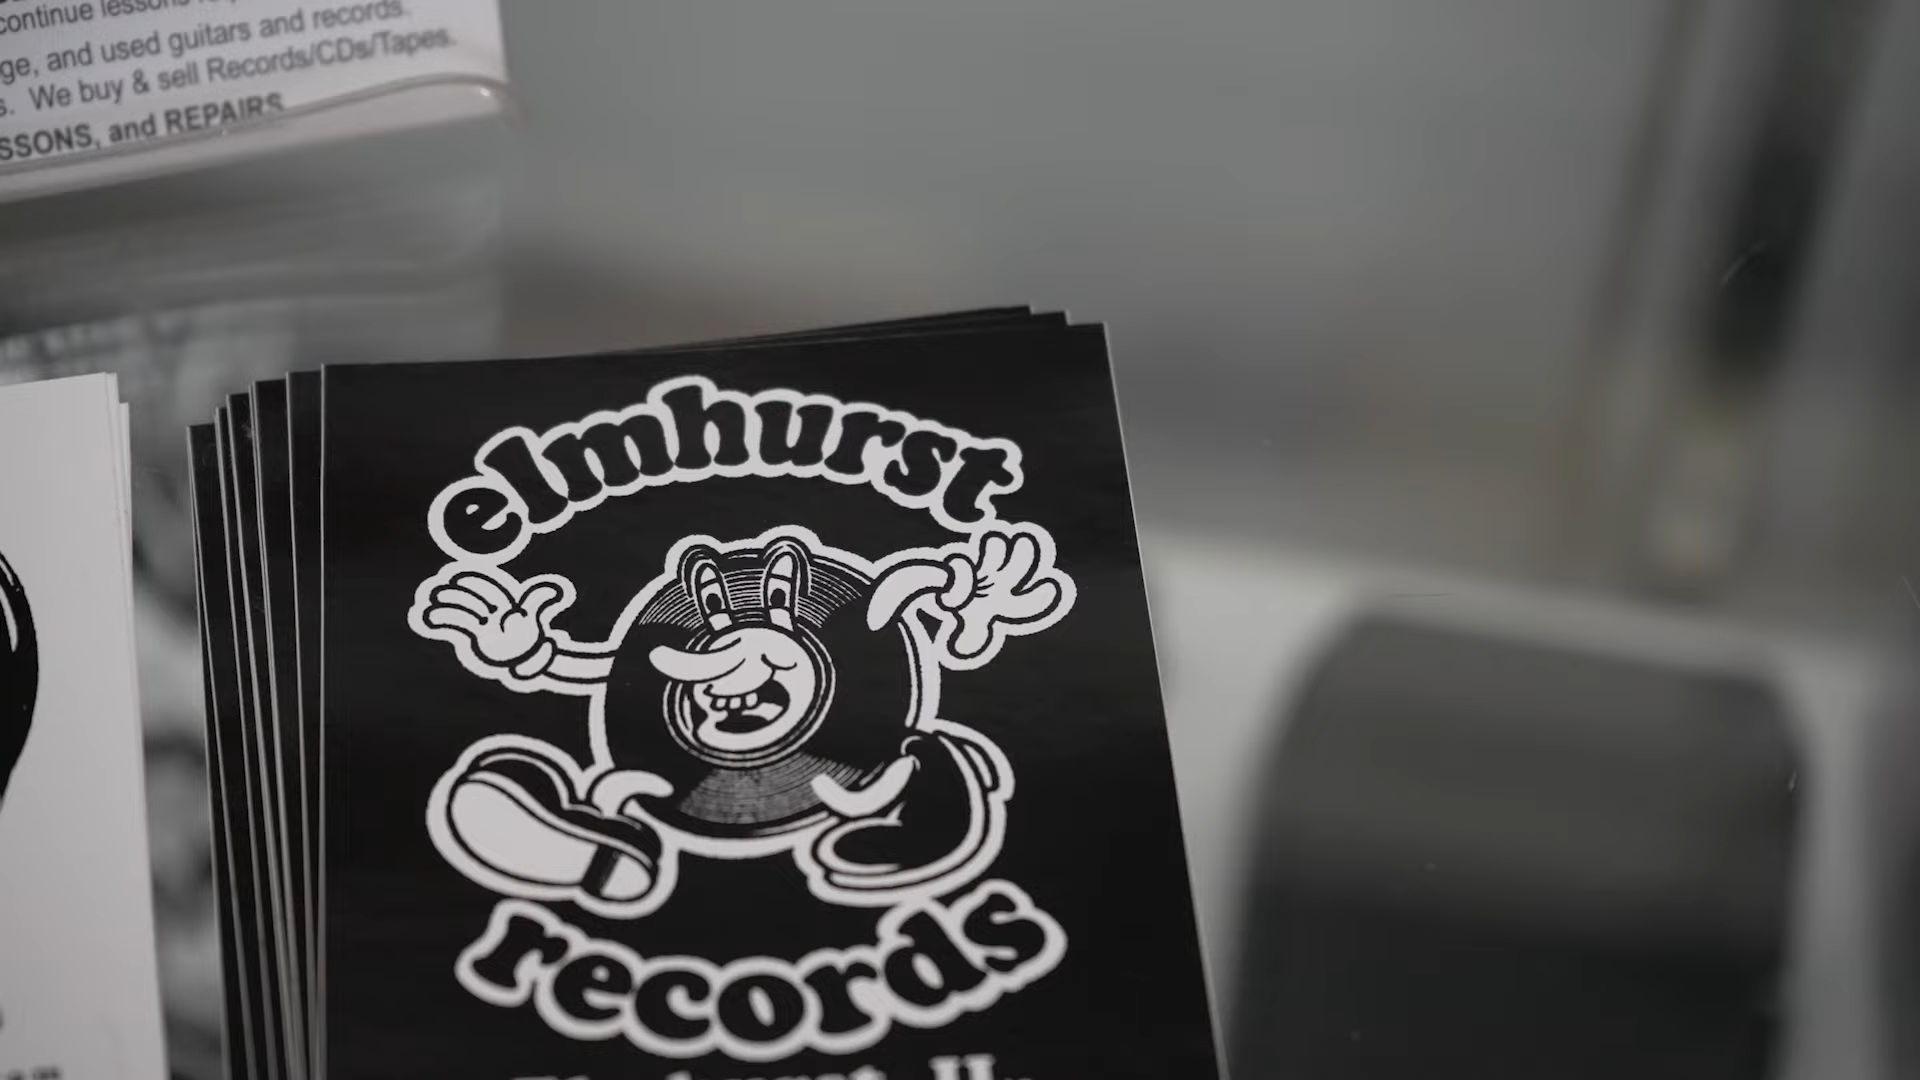 continue lessons
ge, and used guitars and records.
s. We buy & sell Records/CDs/Tapes.
SSONS, and REPAIRS
elmhurst
records